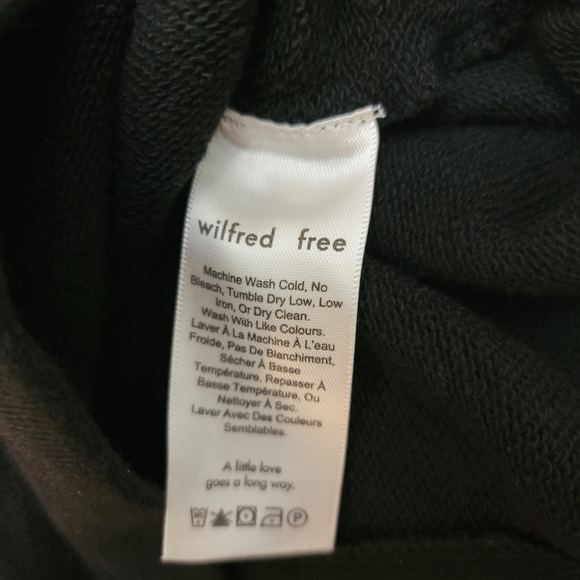 wilfred free
Machine Wash Cold, No
Bleach, Tumble Dry Low, Low
Iron, Or Dry Clean.
Wash With Like Colours.
Laver À La Machine À L'eau
Froide, Pas De Blanchiment,
Sécher À Basse
Température, Repasser À
Basse Température, Ou
Nettoyer À Sec.
Laver Avec Des Couleurs
Semblables.
A little love
goes a long way.
P